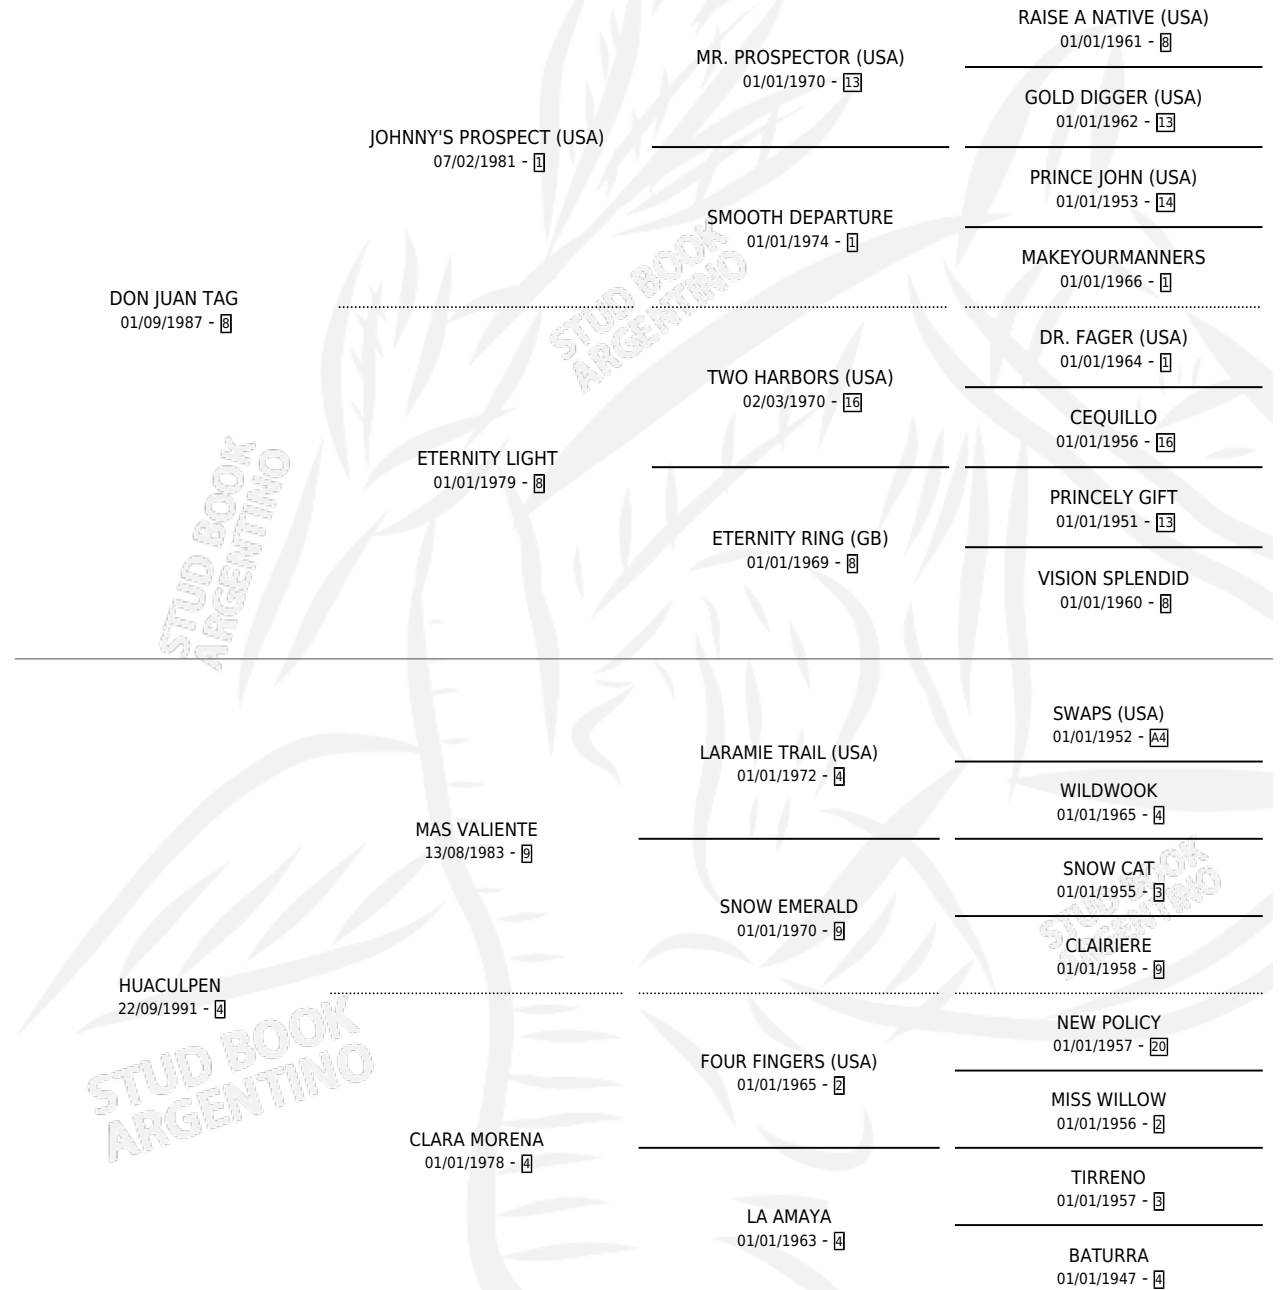 RAISE A NATIVE (USA)
01/01/1961 - 8
MR. PROSPECTOR (USA)
01/01/1970 - 13
GOLD DIGGER (USA)
01/01/1962 - 13
JOHNNY'S PROSPECT (USA)
07/02/1981 - 1
PRINCE JOHN (USA)
01/01/1953 - 14
SMOOTH DEPARTURE
01/01/1974 - 1
MAKEYOURMANNERS
01/01/1966 - 1
DON JUAN TAG
01/09/1987 - 8
DR. FAGER (USA)
01/01/1964 - 1
TWO HARBORS (USA)
02/03/1970 - 16
CEQUILLO
01/01/1956 - 16
ETERNITY LIGHT
01/01/1979 - 8
PRINCELY GIFT
01/01/1951 - 13
ETERNITY RING (GB)
01/01/1969 - 8
VISION SPLENDID
01/01/1960 - 8
SWAPS (USA)
01/01/1952 - A4
LARAMIE TRAIL (USA)
01/01/1972 - 4
WILDWOOK
01/01/1965 - 4
MAS VALIENTE
13/08/1983 - 9
SNOW CAT
01/01/1955 - 3
SNOW EMERALD
01/01/1970 - 9
CLAIRIERE
01/01/1958 - 9
HUACULPEN
22/09/1991 - 4
NEW POLICY
01/01/1957 - 20
FOUR FINGERS (USA)
01/01/1965 - 2
MISS WILLOW
01/01/1956 - 2
CLARA MORENA
01/01/1978 - 4
TIRRENO
01/01/1957 - 3
LA AMAYA
01/01/1963 - 4
BATURRA
01/01/1947 - 4
STUD BOOK
ARGENTINO
STUD BOOK
ARGENTINO
STUD BOOK
ARGENTINO
STUD BOOK
ARGENTINO